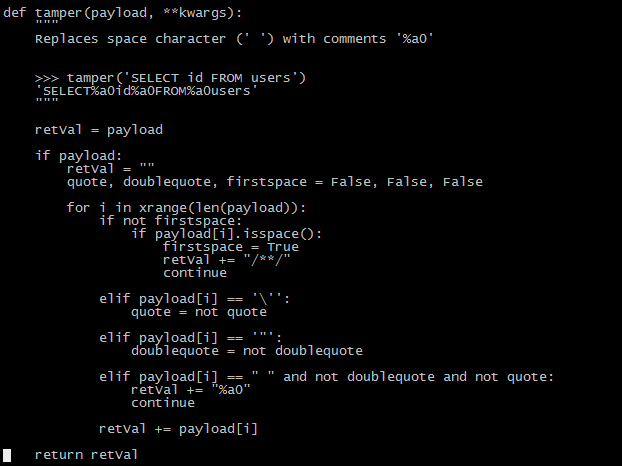 def tamper(payload, **kwargs):
    """
    Replaces space character (' ') with comments '%a0'
    >>> tamper('SELECT id FROM users')
    'SELECT%a0id%a0FROM%a0users'
    """
    retVal = payload
    if payload:
        retVal = ""
        quote, doublequote, firstspace = False, False, False
        for i in xrange(len(payload)):
            if not firstspace:
                if payload[i].isspace():
                    firstspace = True
                    retVal += "/**/"
                    continue
            elif payload[i] == '\'':
                quote = not quote
            elif payload[i] == '"':
                doublequote = not doublequote
            elif payload[i] == " " and not doublequote and not quote:
                retVal += "%a0"
                continue
            retVal += payload[i]
    return retVal